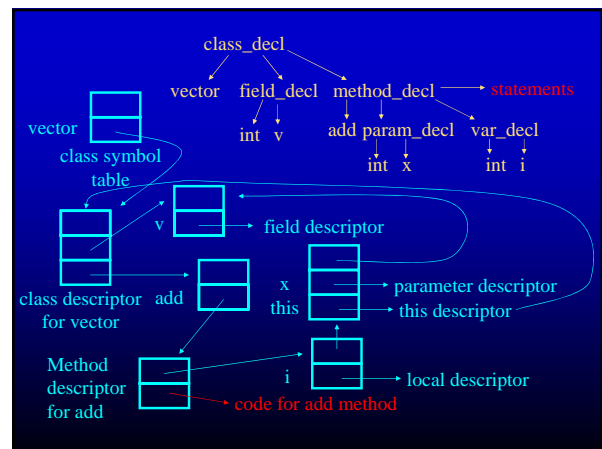 class_decl
vector field_decl method_decl statements
int v add param_decl var_decl
int x int i
vector
class symbol
table
v
field descriptor
class descriptor
for vector
add
x
this
parameter descriptor
this descriptor
Method
descriptor
for add
i
local descriptor
code for add method